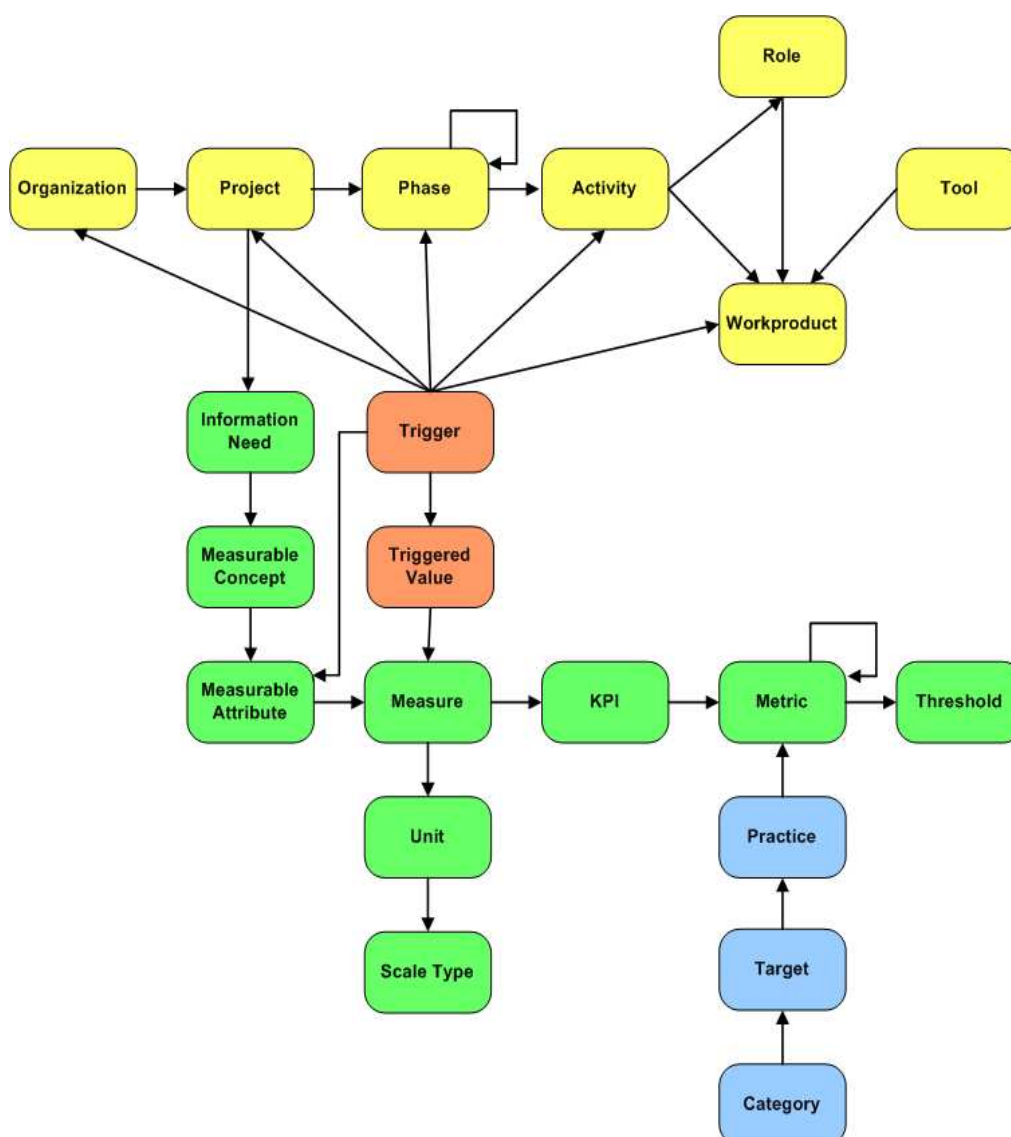 Role
Organization
Project
Phase
Activity
Tool
Workproduct
Information
Need
Trigger
Measurable
Concept
Triggered
Value
Measurable
Attribute
Measure
KPI
Metric
Threshold
Unit
Practice
Scale Type
Target
Category